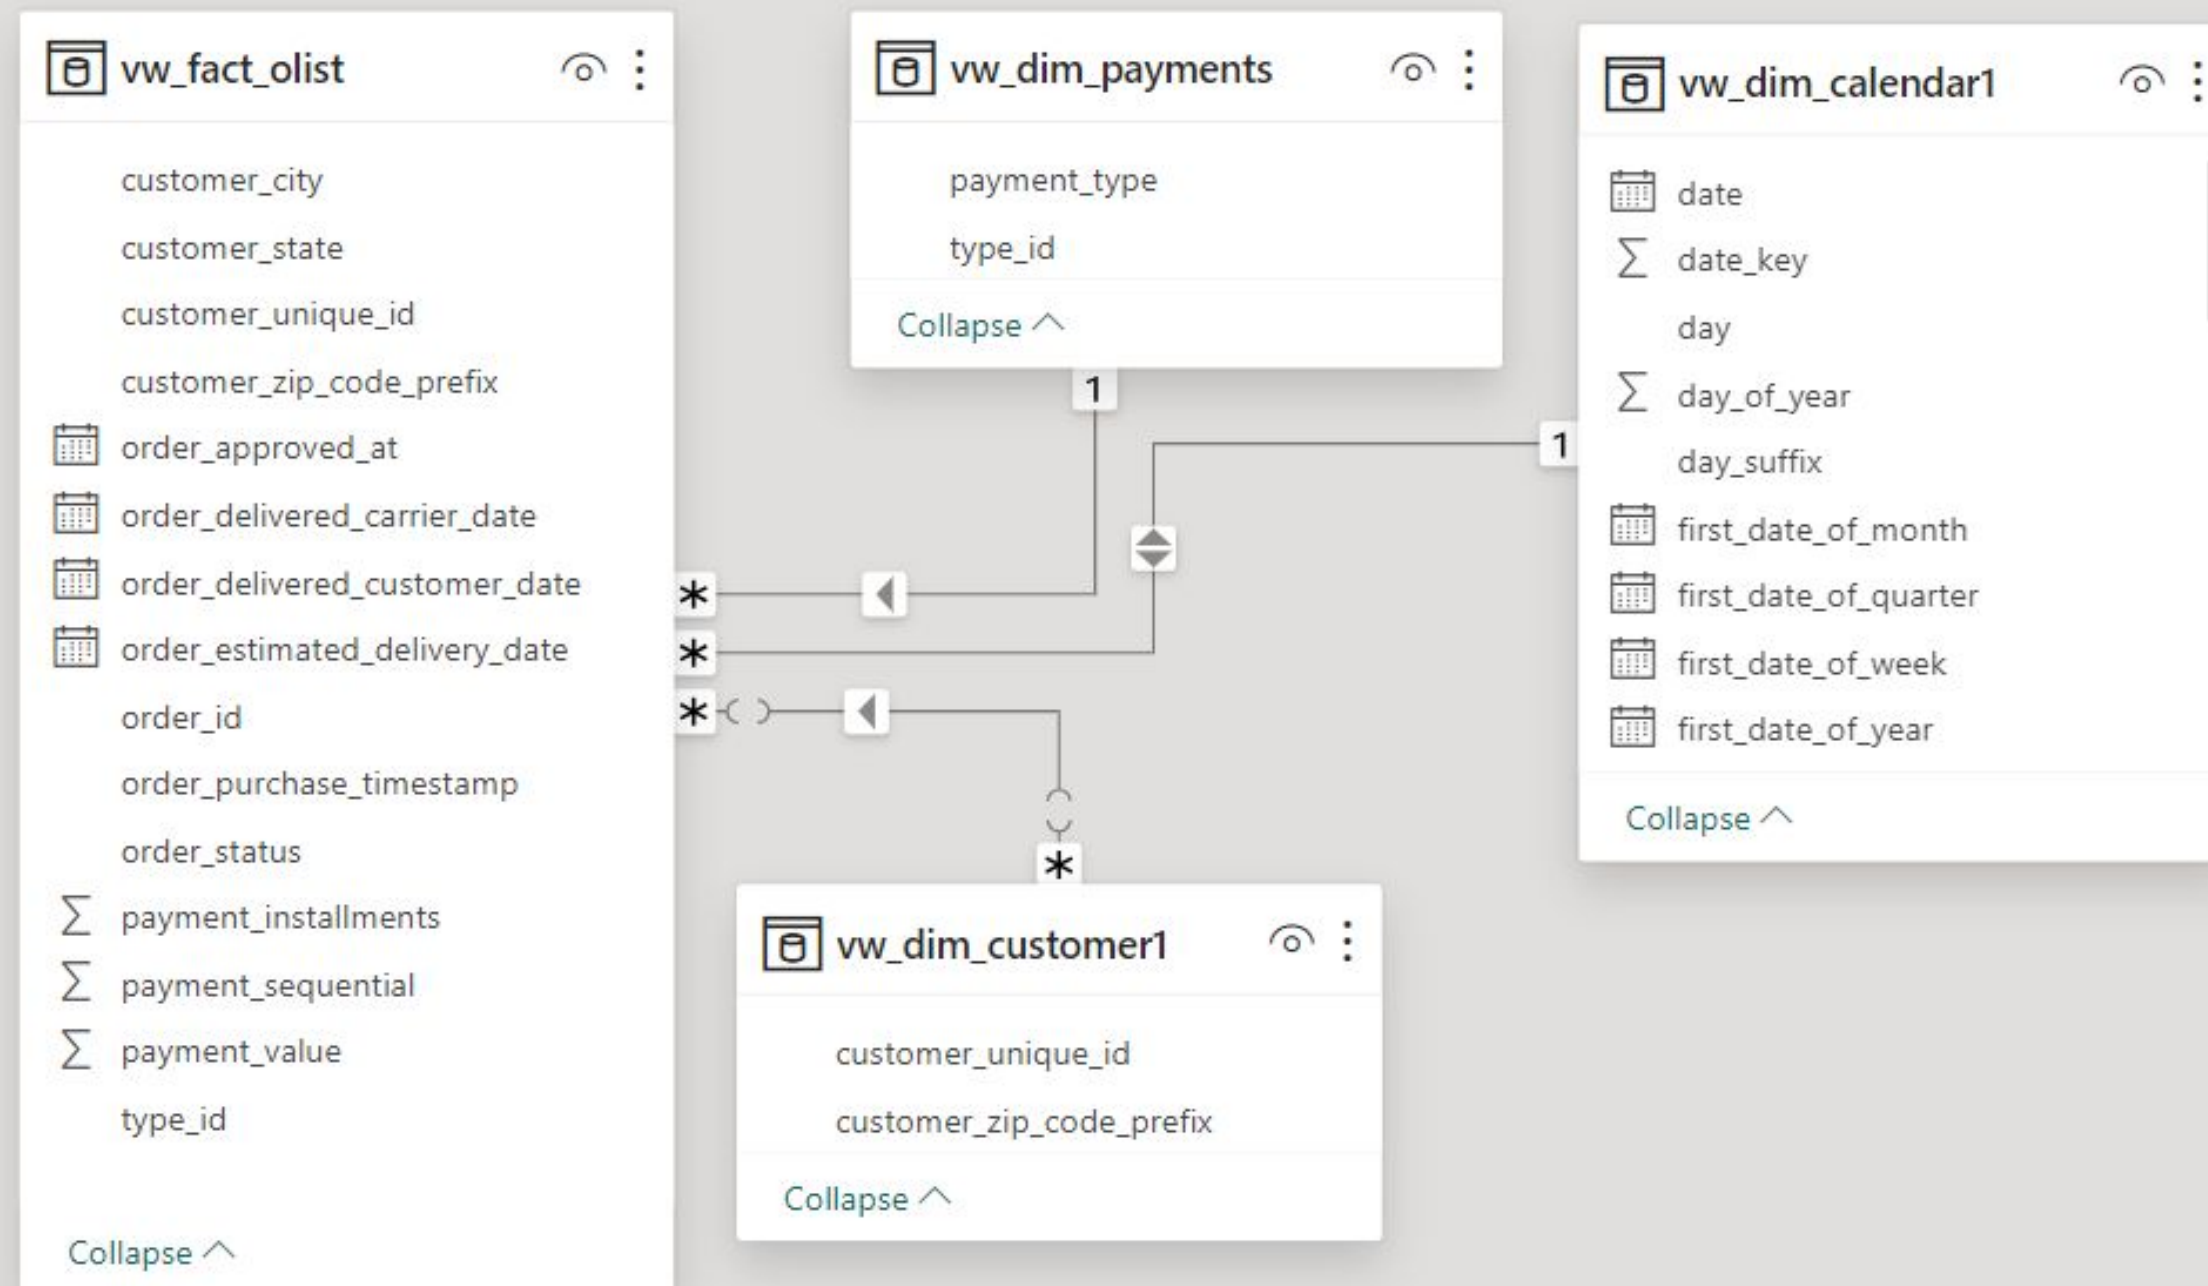 vw_fact_olist
customer_city
customer_state
customer_unique_id
customer_zip_code_prefix
order_approved_at
order_delivered_carrier_date
order_delivered_customer_date
order_estimated_delivery_date
order_id
order_purchase_timestamp
order_status
∑ payment_installments
∑ payment_sequential
∑ payment_value
type_id
Collapse
vw_dim_payments
payment_type
type_id
Collapse
1
*
*
1
*
*
vw_dim_customer1
customer_unique_id
customer_zip_code_prefix
Collapse
vw_dim_calendar1
date
∑ date_key
day
∑ day_of_year
day_suffix
first_date_of_month
first_date_of_quarter
first_date_of_week
first_date_of_year
Collapse